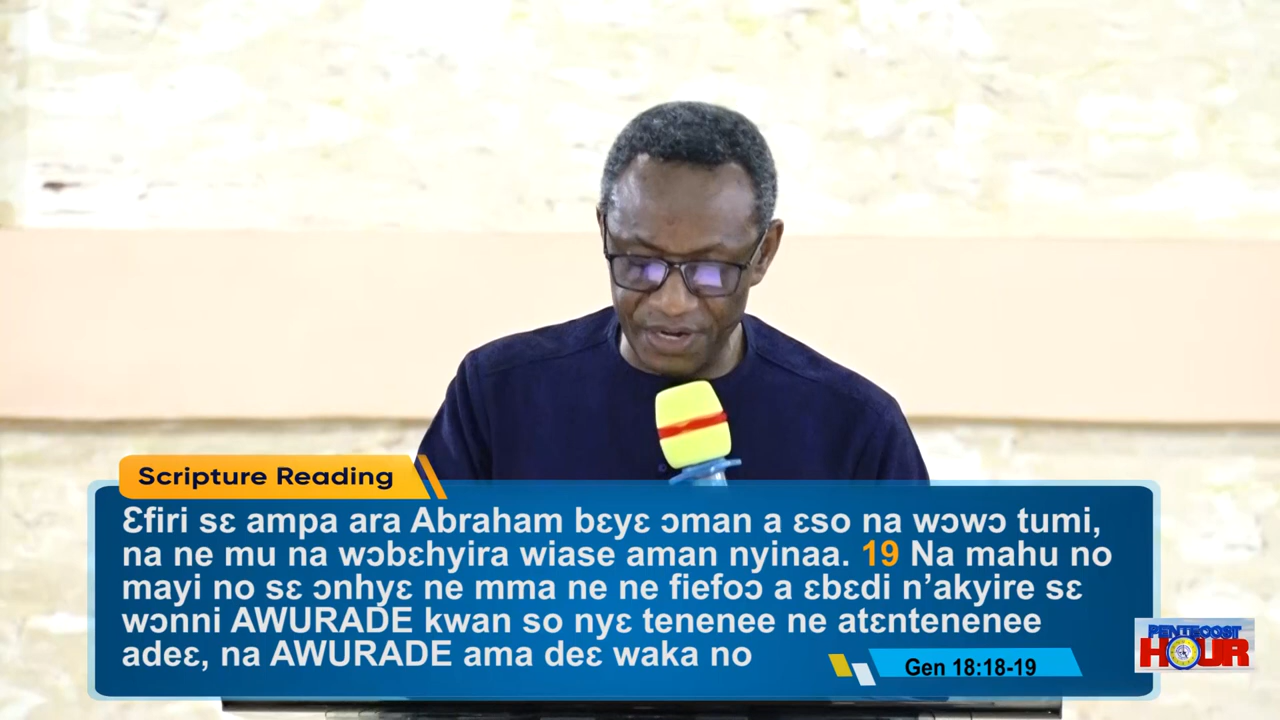 Scripture Reading
Ɛfiri sɛ ampa ara Abraham bɛyɛ ɔman a ɛso na wɔwɔ tumi,
na ne mu na wɔbɛhyira wiase aman nyinaa. 19 Na mahu no
mayi no sɛ ɔnhyɛ ne mma ne ne fiefoɔ a ɛbɛdi n’akyire sɛ
wɔnni AWURADE kwan so nyɛ tenenee ne atɛntenenee
adeɛ, na AWURADE ama deɛ waka no
Gen 18:18-19
PENTECOST
HOUR